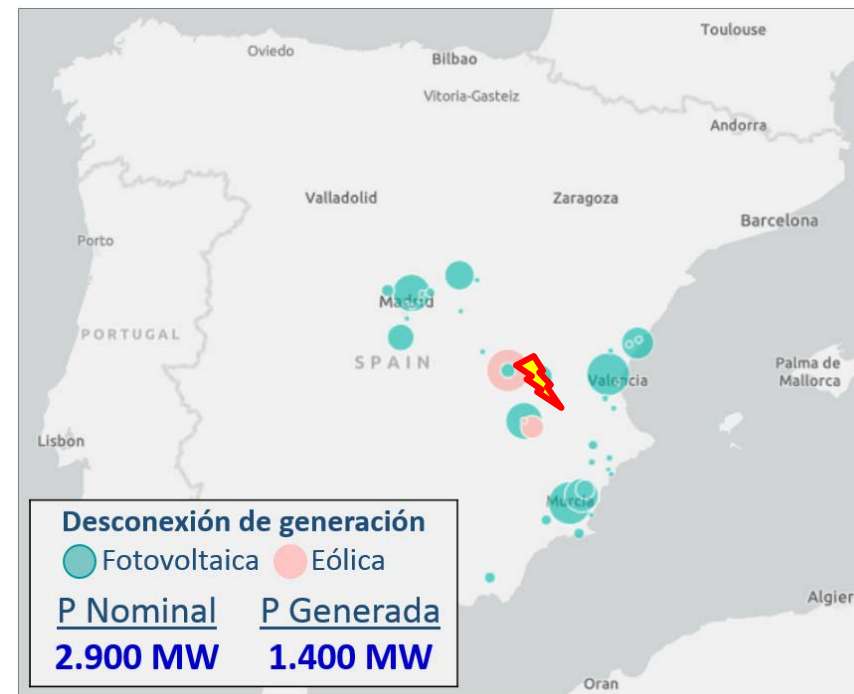 Toulouse
Oviedo
Bilbao
Vitoria-Gasteiz
Andorra
Valladolid
Zaragoza
Barcelona
Porto
Madrid
PORTUGAL
SPAIN
Palma de
Mallorca
Valencia
Lisbon
Murcia
Desconexión de generación
Fotovoltaica Eólica
P Nominal P Generada
2.900 MW 1.400 MW
Algier
Oran